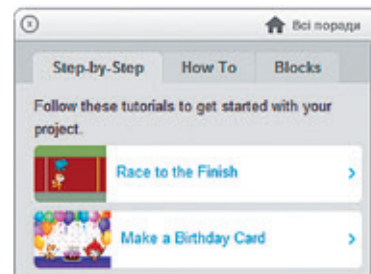 Всі поради
Step-by-Step How To Blocks
Follow these tutorials to get started with your
project.
Race to the Finish
Make a Birthday Card